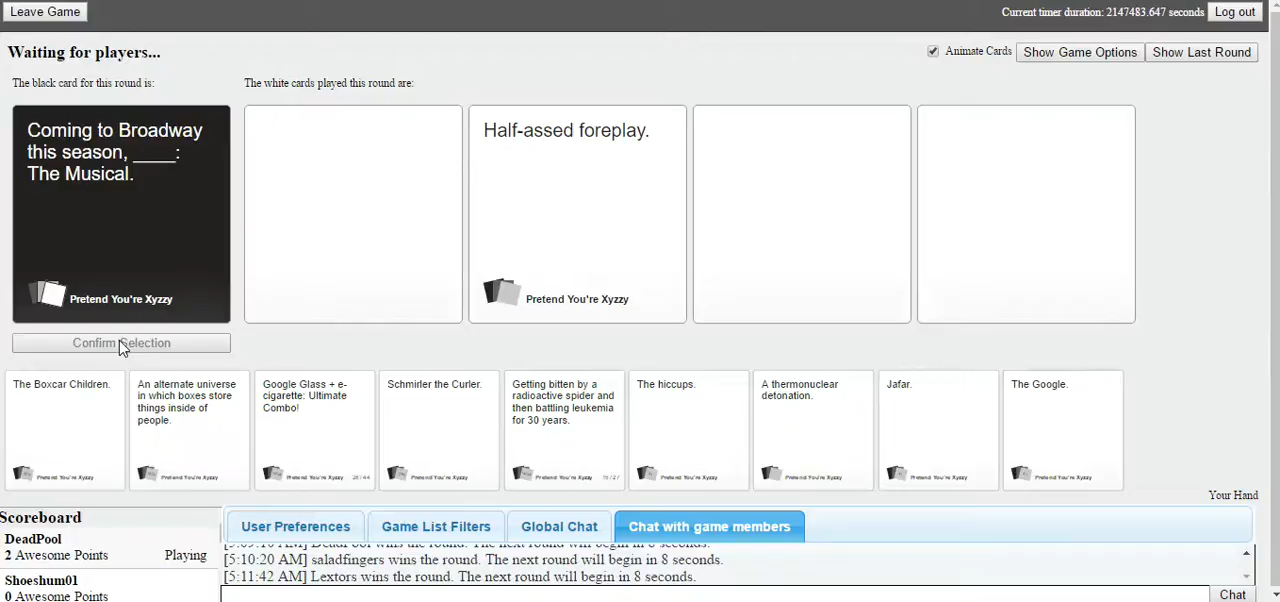 Leave Game
Current timer duration: 2147483.647 seconds
Log out
Waiting for players...
Animate Cards
Show Game Options
Show Last Round
The black card for this round is:
The white cards played this round are:
Coming to Broadway
this season, ____:
The Musical.
Pretend You're Xyzzy
Half-assed foreplay.
Pretend You're Xyzzy
Confirm Selection
The Boxcar Children.
Pretend You're Xyzzy
An alternate universe
in which boxes store
things inside of
people.
Pretend You're Xyzzy
Google Glass + e-
cigarette: Ultimate
Combo!
Pretend You're Xyzzy
Schmirler the Curler.
Pretend You're Xyzzy
Getting bitten by a
radioactive spider and
then battling leukemia
for 30 years.
Pretend You're Xyzzy
The hiccups.
Pretend You're Xyzzy
A thermonuclear
detonation.
Pretend You're Xyzzy
Jafar.
Pretend You're Xyzzy
The Google.
Pretend You're Xyzzy
Your Hand
Scoreboard
DeadPool
2 Awesome Points
Playing
Shoeshum01
0 Awesome Points
User Preferences
Game List Filters
Global Chat
Chat with game members
[5:10:20 AM] saladfingers wins the round. The next round will begin in 8 seconds.
[5:11:42 AM] Lextors wins the round. The next round will begin in 8 seconds.
Chat